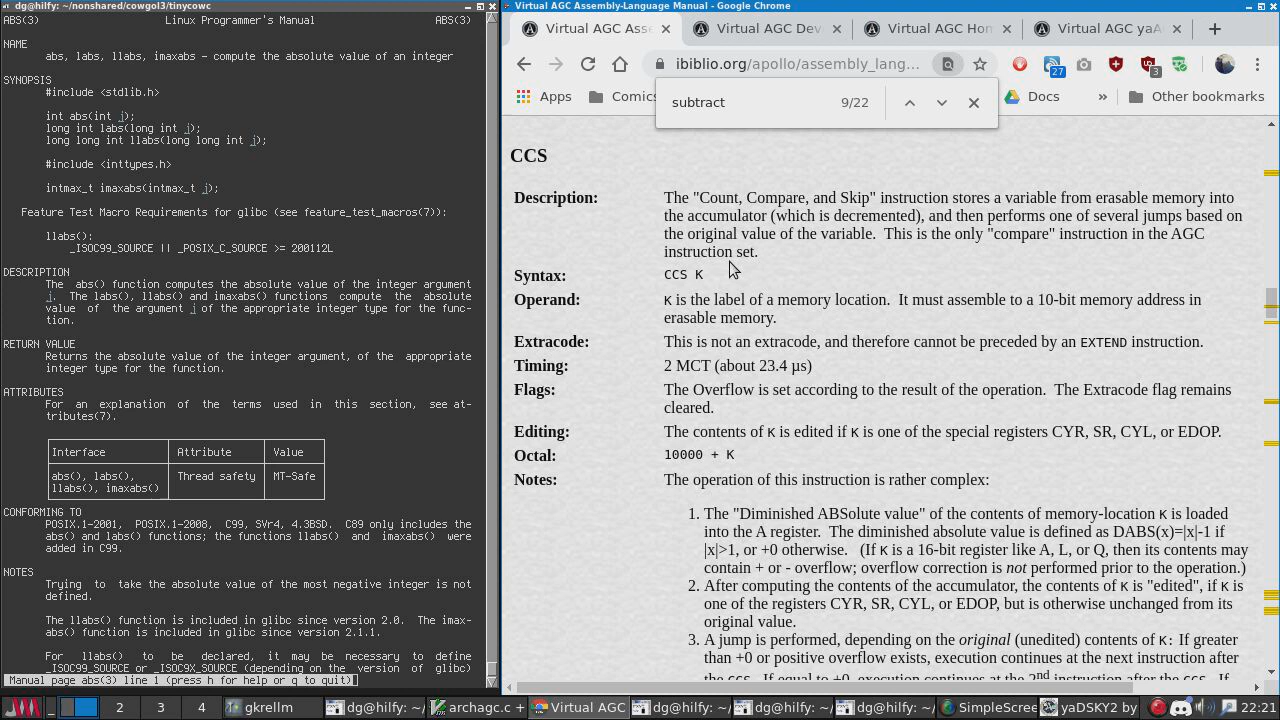 dg@hilfy: ~/nonshared/cowgol3/tinycowc
ABS(3) Linux Programmer's Manual ABS(3)
NAME
abs, labs, llabs, imaxabs - compute the absolute value of an integer
SYNOPSIS
#include <stdlib.h>
int abs(int j);
long int labs(long int j);
long long int llabs(long long int j);
#include <inttypes.h>
intmax_t imaxabs(intmax_t j);
Feature Test Macro Requirements for glibc (see feature_test_macros(7)):
llabs():
_ISOC99_SOURCE || _POSIX_C_SOURCE >= 200112L
DESCRIPTION
The abs() function computes the absolute value of the integer argument
j. The labs(), llabs() and imaxabs() functions compute the absolute
value of the argument j of the appropriate integer type for the func-
tion.
RETURN VALUE
Returns the absolute value of the integer argument, of the appropriate
integer type for the function.
ATTRIBUTES
For an explanation of the terms used in this section, see at-
tributes(7).
Interface Attribute Value
abs(), labs(), Thread safety MT-Safe
llabs(), imaxabs()
CONFORMING TO
POSIX.1-2001, POSIX.1-2008, C99, SVr4, 4.3BSD. C89 only includes the
abs() and labs() functions; the functions llabs() and imaxabs() were
added in C99.
NOTES
Trying to take the absolute value of the most negative integer is not
defined.
The llabs() function is included in glibc since version 2.0. The imax-
abs() function is included in glibc since version 2.1.1.
For llabs() to be declared, it may be necessary to define
_ISOC99_SOURCE or _ISOC9X_SOURCE (depending on the version of glibc)
Manual page abs(3) line 1 (press h for help or q to quit)
Virtual AGC Assembly-Language Manual - Google Chrome
Virtual AGC Asse
Virtual AGC Dev
Virtual AGC Hon
Virtual AGC yaA
ibiblio.org/apollo/assembly_lang...
27
3
Apps
Comics
Docs
»
Other bookmarks
subtract 9/22
CCS
Description: The "Count, Compare, and Skip" instruction stores a variable from erasable memory into
the accumulator (which is decremented), and then performs one of several jumps based on
the original value of the variable. This is the only "compare" instruction in the AGC
instruction set.
Syntax: CCS K
Operand: K is the label of a memory location. It must assemble to a 10-bit memory address in
erasable memory.
Extracode: This is not an extracode, and therefore cannot be preceded by an EXTEND instruction.
Timing: 2 MCT (about 23.4 µs)
Flags: The Overflow is set according to the result of the operation. The Extracode flag remains
cleared.
Editing: The contents of K is edited if K is one of the special registers CYR, SR, CYL, or EDOP.
Octal: 10000 + K
Notes: The operation of this instruction is rather complex:
1. The "Diminished ABSolute value" of the contents of memory-location K is loaded
into the A register. The diminished absolute value is defined as DABS(x)=|x|-1 if
|x|>1, or +0 otherwise. (If K is a 16-bit register like A, L, or Q, then its contents may
contain + or - overflow; overflow correction is not performed prior to the operation.)
2. After computing the contents of the accumulator, the contents of K is "edited", if K is
one of the registers CYR, SR, CYL, or EDOP, but is otherwise unchanged from its
original value.
3. A jump is performed, depending on the original (unedited) contents of K: If greater
than +0 or positive overflow exists, execution continues at the next instruction after
the CCS. If equal to +0, execution continues at the 2nd instruction after the CCS. If
2
3
4
gkrellm
dg@hilfy: ~/
archagc.c +
Virtual AGC
dg@hilfy: ~/
dg@hilfy: ~/
dg@hilfy: ~/
SimpleScree
yaDSKY2 by
22:21